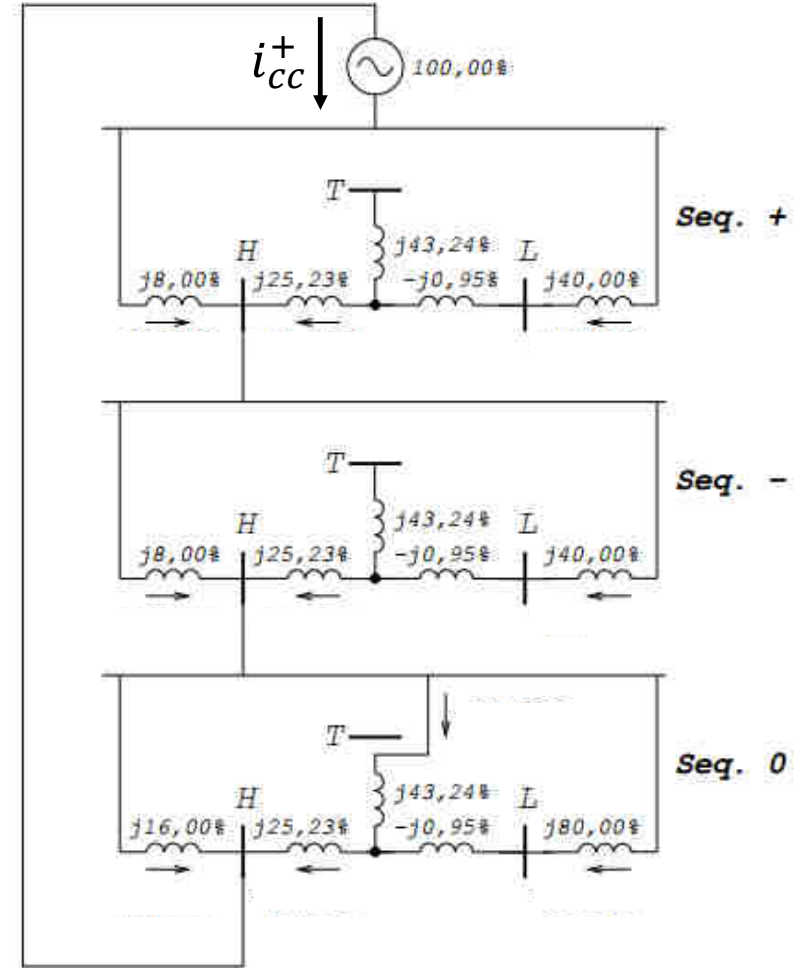 i⁺cc
100,00%
T
Seq. +
j43,24%
H
L
j8,00% j25,23% -j0,95% j40,00%
T
Seq. -
j43,24%
H
L
j8,00% j25,23% -j0,95% j40,00%
T
Seq. 0
j43,24%
H
L
j16,00% j25,23% -j0,95% j80,00%